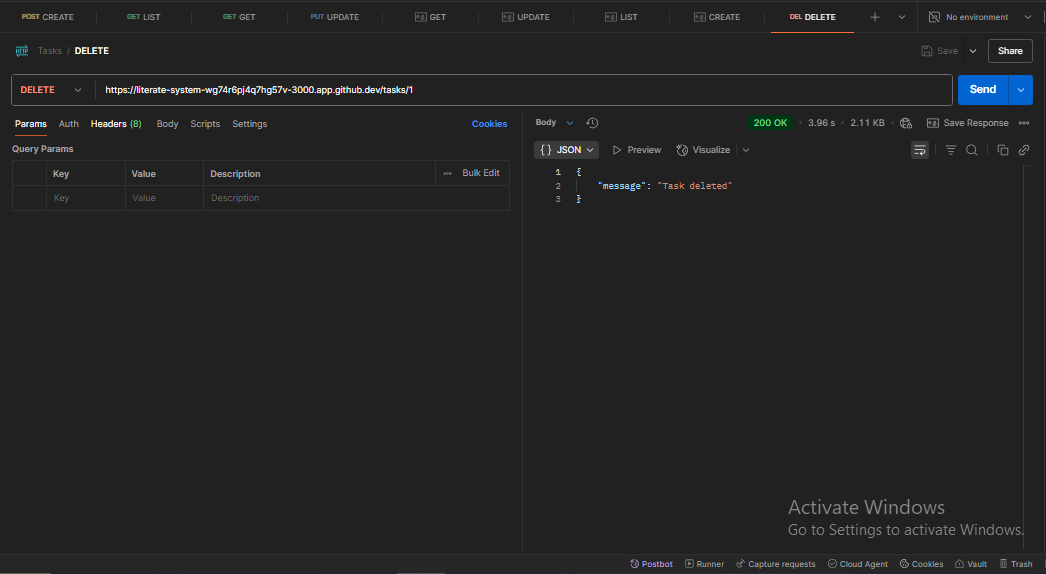 POST CREATE GET LIST GET GET PUT UPDATE GET UPDATE LIST CREATE DEL DELETE No environment
HTTP Tasks / DELETE Save Share
DELETE https://literate-system-wg74r6pj4q7hg57v-3000.app.github.dev/tasks/1 Send
Params Auth Headers (8) Body Scripts Settings Cookies
Body 200 OK • 3.96 s • 2.11 KB • Save Response
Query Params
{ } JSON Preview Visualize
Key Value Description Bulk Edit
Key Value Description
1 {
2 "message": "Task deleted"
3 }
Activate Windows
Go to Settings to activate Windows.
Postbot Runner Capture requests Cloud Agent Cookies Vault Trash